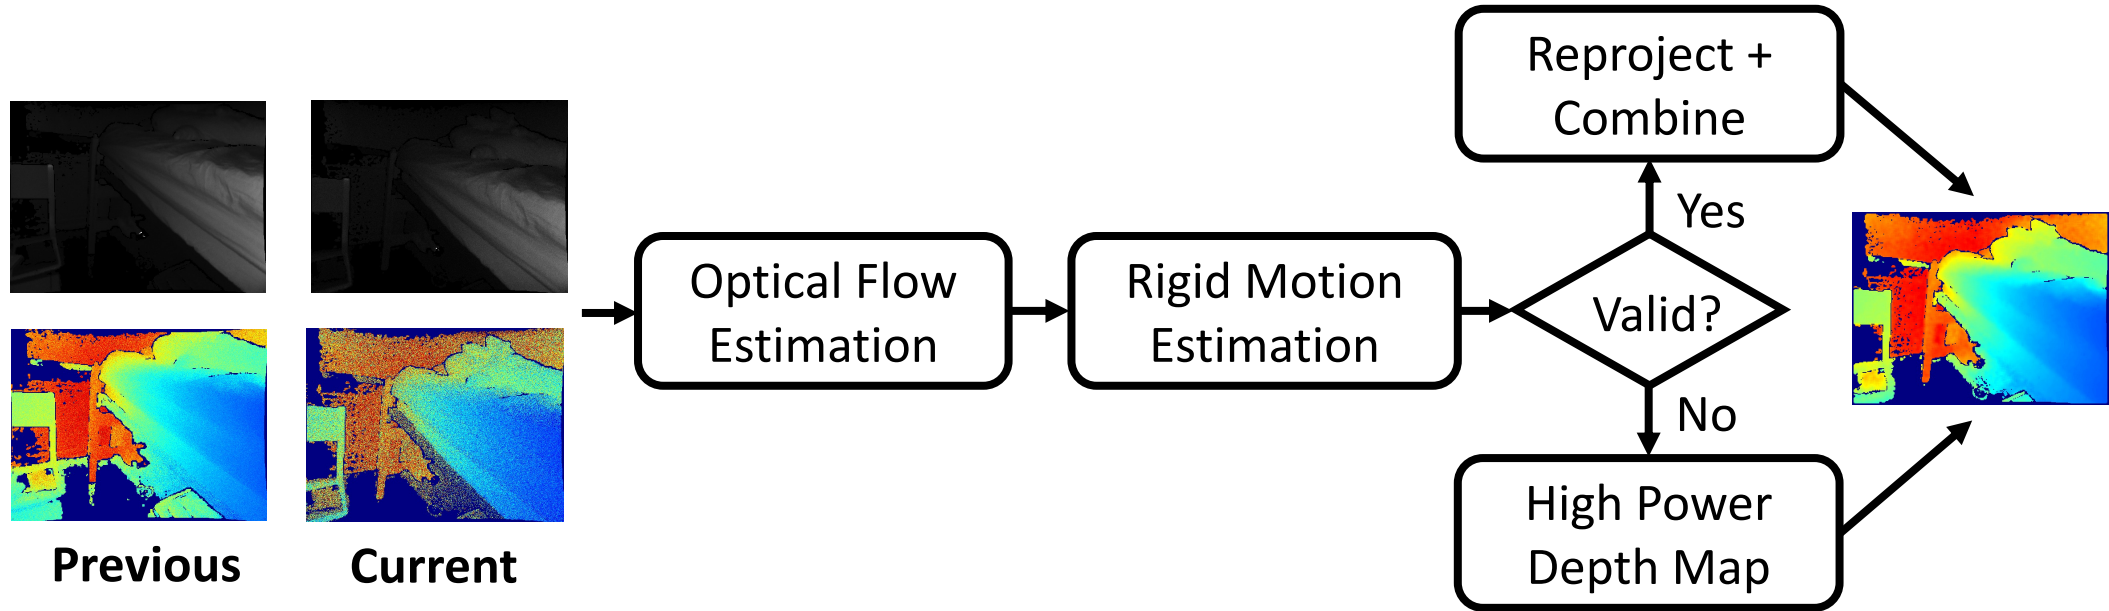 Previous
Current
Optical Flow
Estimation
Rigid Motion
Estimation
Valid?
Yes
No
Reproject +
Combine
High Power
Depth Map